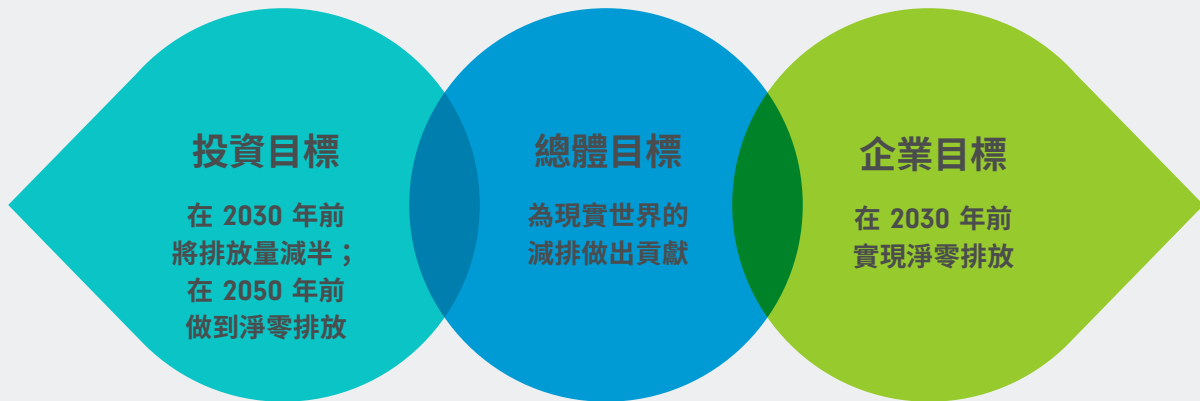 投資目標
在 2030 年前
將排放量減半；
在 2050 年前
做到淨零排放
總體目標
為現實世界的
減排做出貢獻
企業目標
在 2030 年前
實現淨零排放